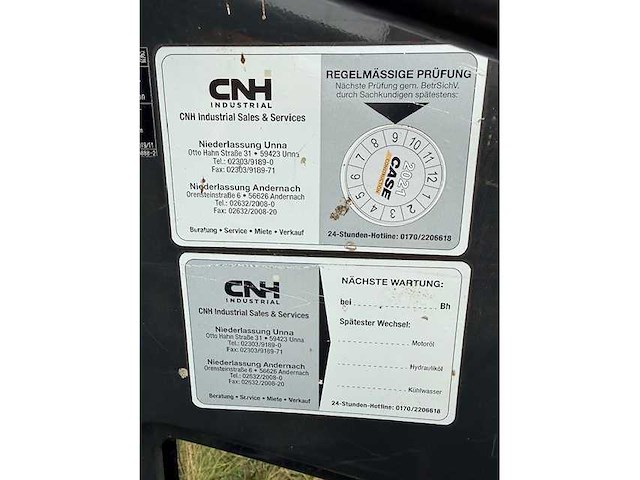 CNH
INDUSTRIAL
CNH Industrial Sales & Services
Niederlassung Unna
Otto Hahn Straße 31 • 59423 Unna
Tel.: 02303/9189-0
Fax: 02303/9189-71
Niederlassung Andernach
Orensteinstraße 6 • 56626 Andernach
Tel.: 02632/2008-0
Fax: 02632/2008-20
Beratung • Service • Miete • Verkauf
REGELMÄSSIGE PRÜFUNG
Nächste Prüfung gem. BetrSichV.
durch Sachkundigen spätestens:
1 2 3 4 5 6 7 8 9 10 11 12
2021
CASE
24-Stunden-Hotline: 0170/2206618
CNH
INDUSTRIAL
CNH Industrial Sales & Services
Niederlassung Unna
Otto Hahn Straße 31 • 59423 Unna
Tel.: 02303/9189-0
Fax: 02303/9189-71
Niederlassung Andernach
Orensteinstraße 6 • 56626 Andernach
Tel.: 02632/2008-0
Fax: 02632/2008-20
Beratung • Service • Miete • Verkauf
NÄCHSTE WARTUNG:
bei Bh
Spätester Wechsel:
Motoröl
Hydrauliköl
Kühlwasser
24-Stunden-Hotline: 0170/2206618